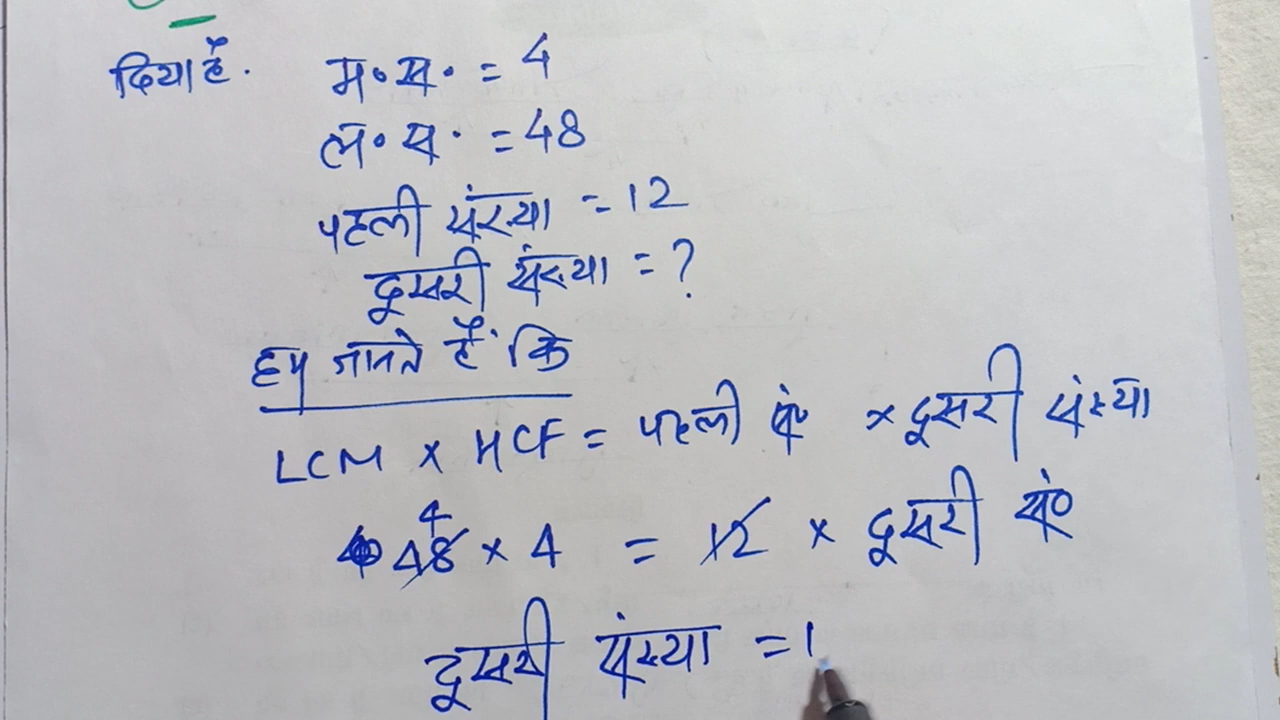 दिया है. म॰स॰ = 4
ल॰स॰ = 48
पहली संख्या = 12
दूसरी संख्या = ?
हम जानते हैं कि
LCM × HCF = पहली सं॰ × दूसरी संख्या
4
48 × 4 = 12 × दूसरी सं॰
दूसरी संख्या = 1